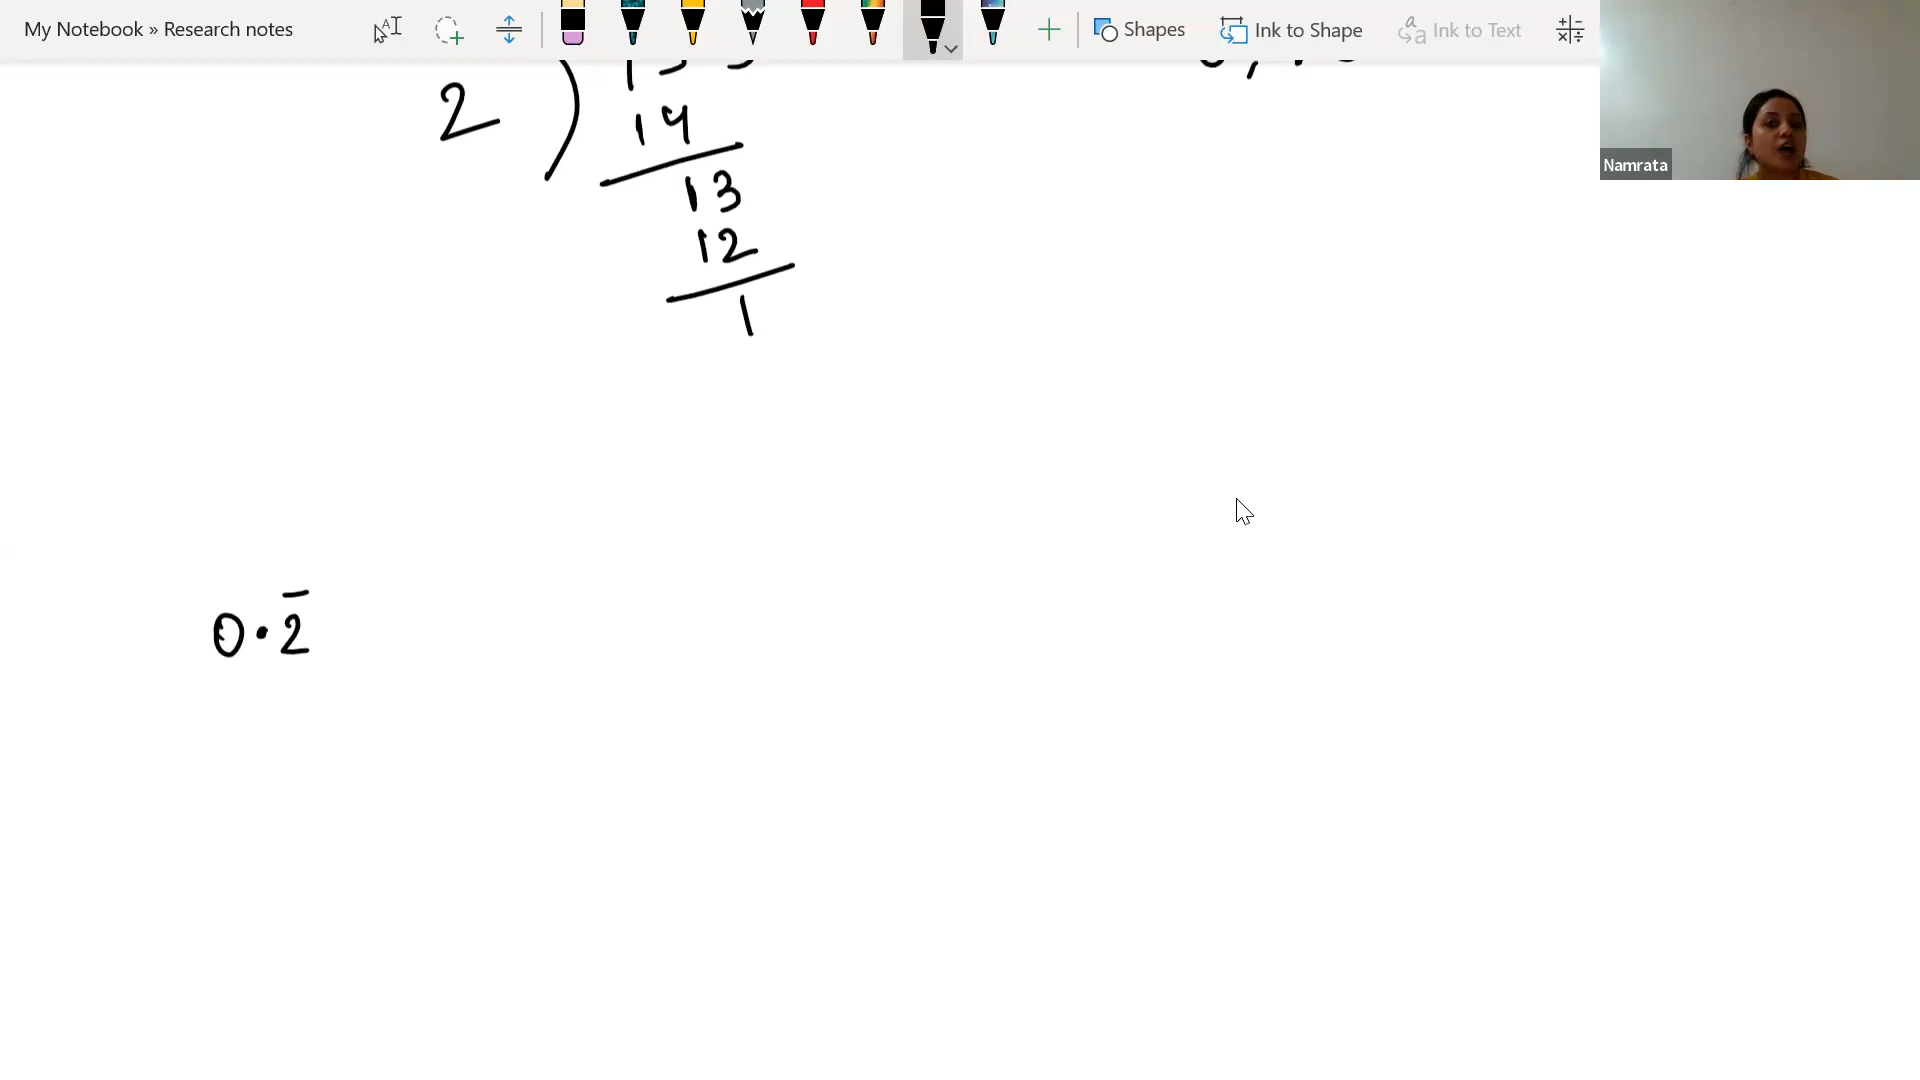 My Notebook » Research notes
Shapes
Ink to Shape
Ink to Text
Namrata
2 )
14
13
12
1
0.2̅